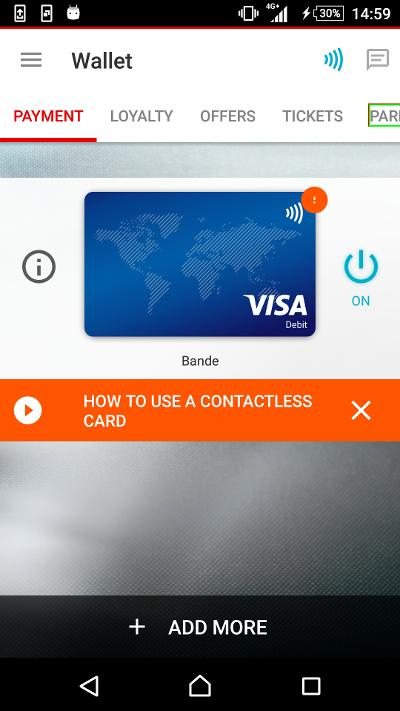 4G+ 30% 14:59
Wallet
PAYMENT LOYALTY OFFERS TICKETS
VISA
Debit
ON
Bande
HOW TO USE A CONTACTLESS
CARD
+ ADD MORE